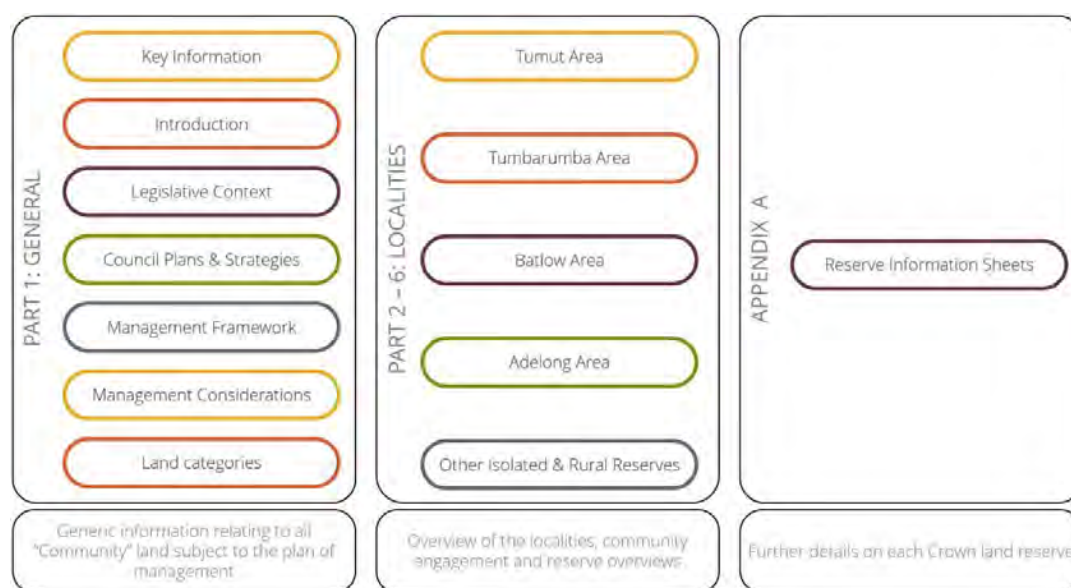 PART 1: GENERAL
Key Information
Introduction
Legislative Context
Council Plans & Strategies
Management Framework
Management Considerations
Land categories
Generic information relating to all
"Community" land subject to the plan of
management
PART 2 – 6: LOCALITIES
Tumut Area
Tumbarumba Area
Batlow Area
Adelong Area
Other Isolated & Rural Reserves
Overview of the localities, community
engagement and reserve overviews
APPENDIX A
Reserve Information Sheets
Further details on each Crown land reserve